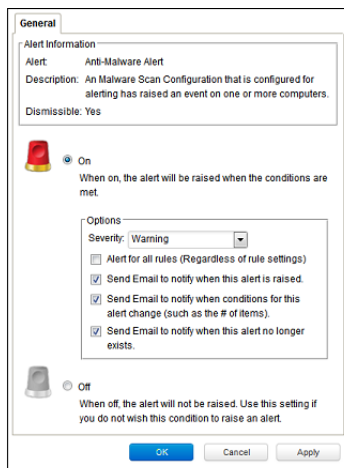 General
Alert Information
Alert: Anti-Malware Alert
Description: An Malware Scan Configuration that is configured for
alerting has raised an event on one or more computers.
Dismissible: Yes
On
When on, the alert will be raised when the conditions are
met.
Options
Severity: Warning
Alert for all rules (Regardless of rule settings)
Send Email to notify when this alert is raised.
Send Email to notify when conditions for this
alert change (such as the # of items).
Send Email to notify when this alert no longer
exists.
Off
When off, the alert will not be raised. Use this setting if
you do not wish this condition to raise an alert.
OK Cancel Apply